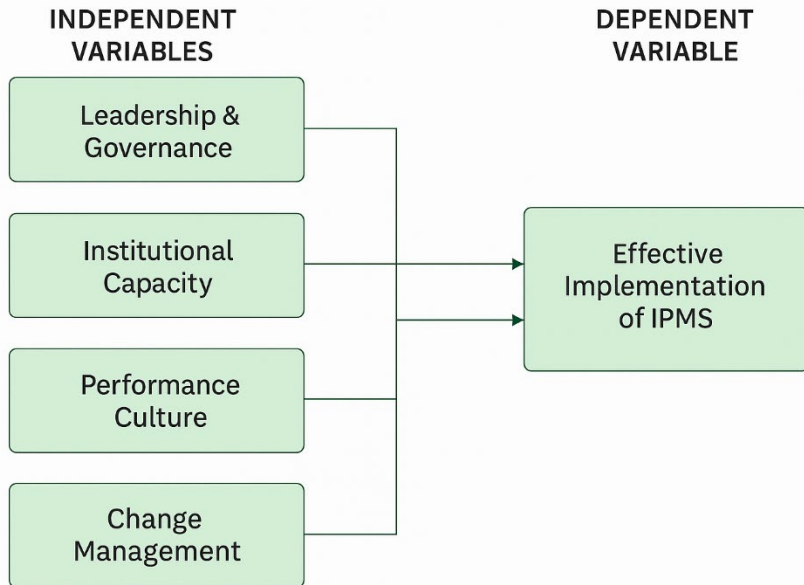 INDEPENDENT
VARIABLES
DEPENDENT
VARIABLE
Leadership &
Governance
Institutional
Capacity
Performance
Culture
Change
Management
Effective
Implementation
of IPMS